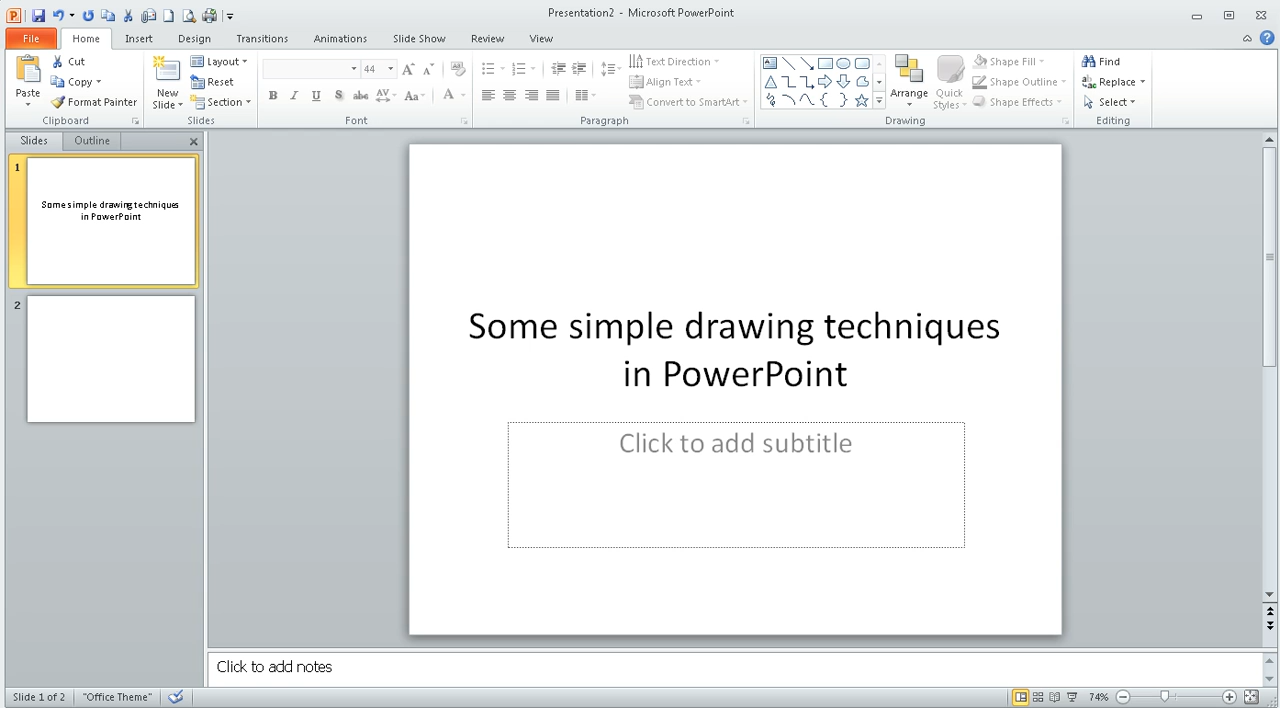 Presentation2 - Microsoft PowerPoint
File Home Insert Design Transitions Animations Slide Show Review View
Paste
Cut
Copy
Format Painter
Clipboard
New
Slide
Layout
Reset
Section
Slides
44
B I U S abc AV Aa A
Font
Text Direction
Align Text
Convert to SmartArt
Paragraph
Arrange
Quick
Styles
Shape Fill
Shape Outline
Shape Effects
Drawing
Find
Replace
Select
Editing
Slides Outline
1
Some simple drawing techniques
in PowerPoint
2
Some simple drawing techniques
in PowerPoint
Click to add subtitle
Click to add notes
Slide 1 of 2 "Office Theme" 74%